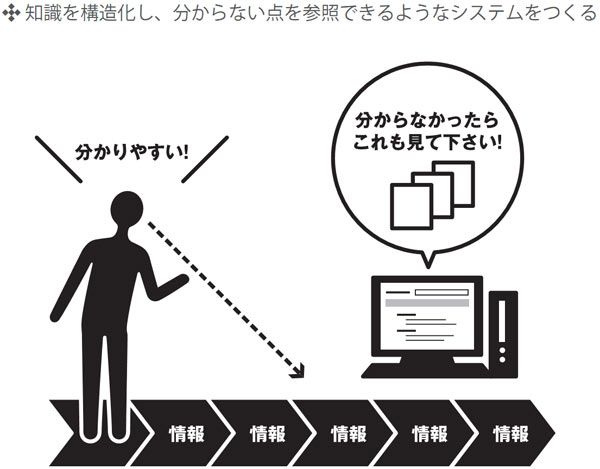 知識を構造化し、分からない点を参照できるようなシステムをつくる
分かりやすい!
分からなかったら
これも見て下さい!
情報
情報
情報
情報
情報